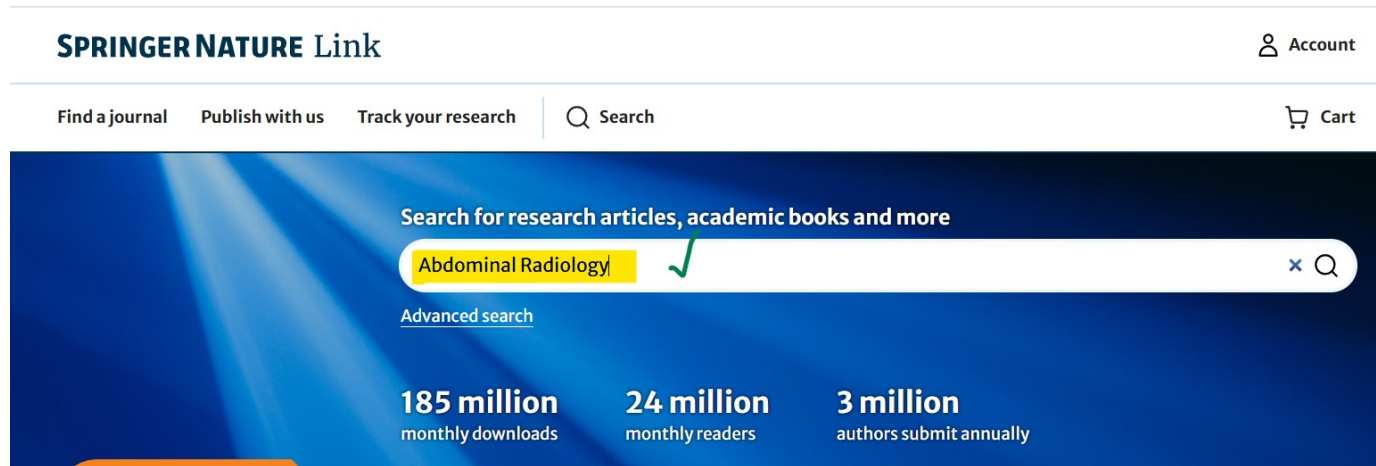 SPRINGER NATURE Link
Account
Find a journal Publish with us Track your research Search
Cart
Search for research articles, academic books and more
Abdominal Radiology
Advanced search
185 million 24 million 3 million
monthly downloads monthly readers authors submit annually